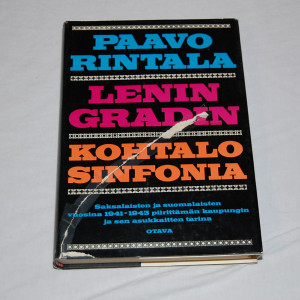 PAAVO
RINTALA
LENIN
GRADIN
KOHTALO
SINFONIA
Saksalaisten ja suomalaisten
vuosina 1941-1943 piirittämän kaupungin
ja sen asukkaitten tarina
OTAVA